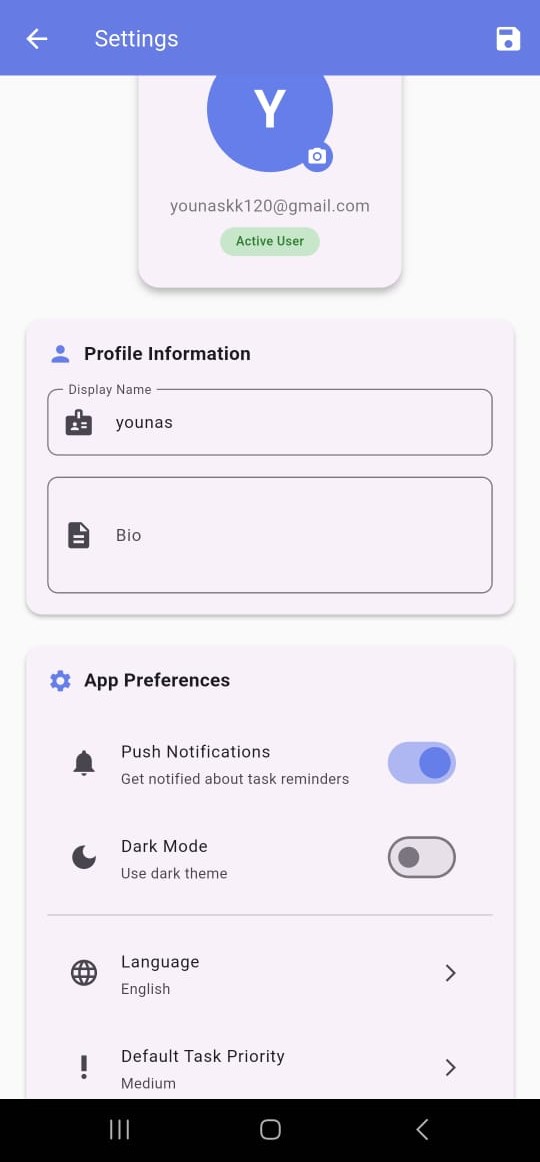 Settings
Y
younaskk120@gmail.com
Active User
Profile Information
Display Name
younas
Bio
App Preferences
Push Notifications
Get notified about task reminders
Dark Mode
Use dark theme
Language
English
Default Task Priority
Medium